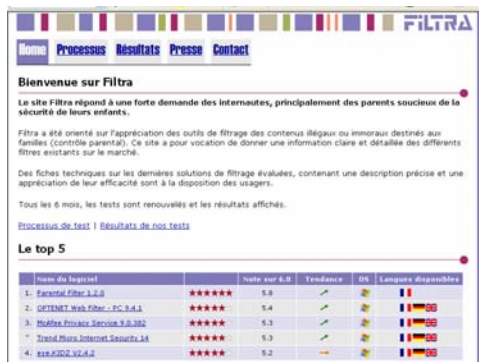 FILTRA
Home Processus Résultats Presse Contact
Bienvenue sur Filtra
Le site Filtra répond à une forte demande des internautes, principalement des parents soucieux de la
sécurité de leurs enfants.
Filtra a été orienté sur l'appréciation des outils de filtrage des contenus illégaux ou immoraux destinés aux
familles (contrôle parental). Ce site a pour vocation de donner une information claire et détaillée des différents
filtres existants sur le marché.
Des fiches techniques sur les dernières solutions de filtrage évaluées, contenant une description précise et une
appréciation de leur efficacité sont à la disposition des usagers.
Tous les 6 mois, les tests sont renouvelés et les résultats affichés.
Processus de test | Résultats de nos tests
Le top 5
Nom du logiciel Note sur 6.0 Tendance OS Langues disponibles
1. Parental Filter 1.2.0 5.8
2. OPTENET Web Filter - PC 9.4.1 5.4
3. McAfee Privacy Service 9.0.382 5.3
" Trend Micro Internet Security 14 5.3
4. 5.2